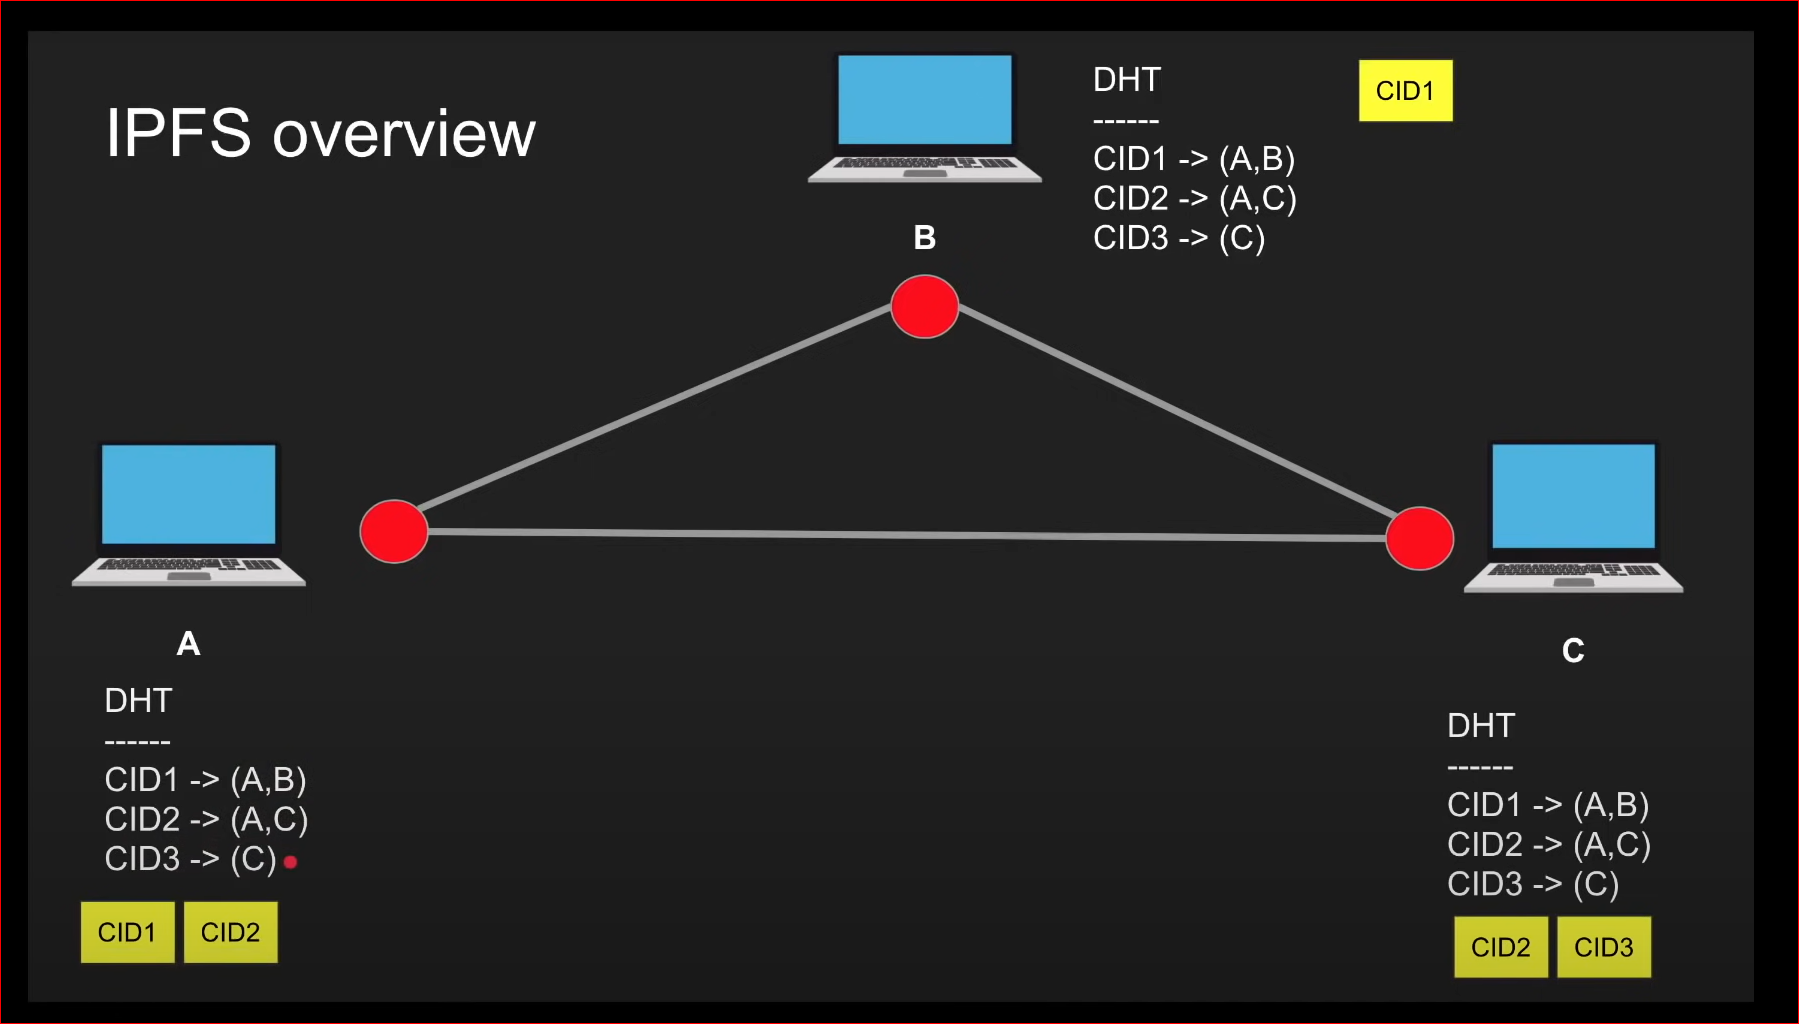 IPFS overview
DHT
------
CID1 -> (A,B)
CID2 -> (A,C)
CID3 -> (C)
CID1
B
A
DHT
------
CID1 -> (A,B)
CID2 -> (A,C)
CID3 -> (C)
CID1 CID2
C
DHT
------
CID1 -> (A,B)
CID2 -> (A,C)
CID3 -> (C)
CID2 CID3